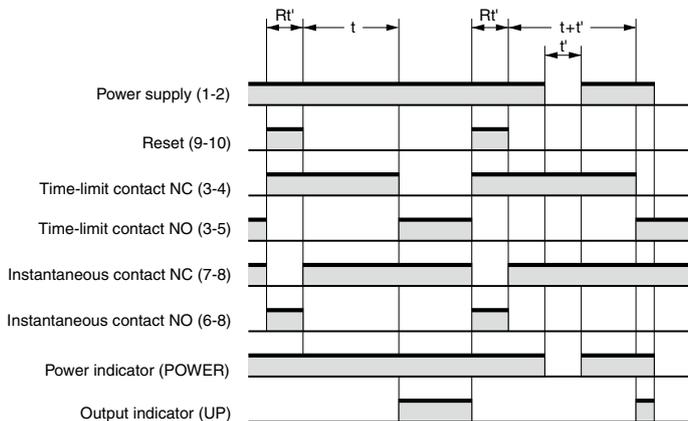 Rt'
t
Rt'
t+t'
t'
Power supply (1-2)
Reset (9-10)
Time-limit contact NC (3-4)
Time-limit contact NO (3-5)
Instantaneous contact NC (7-8)
Instantaneous contact NO (6-8)
Power indicator (POWER)
Output indicator (UP)